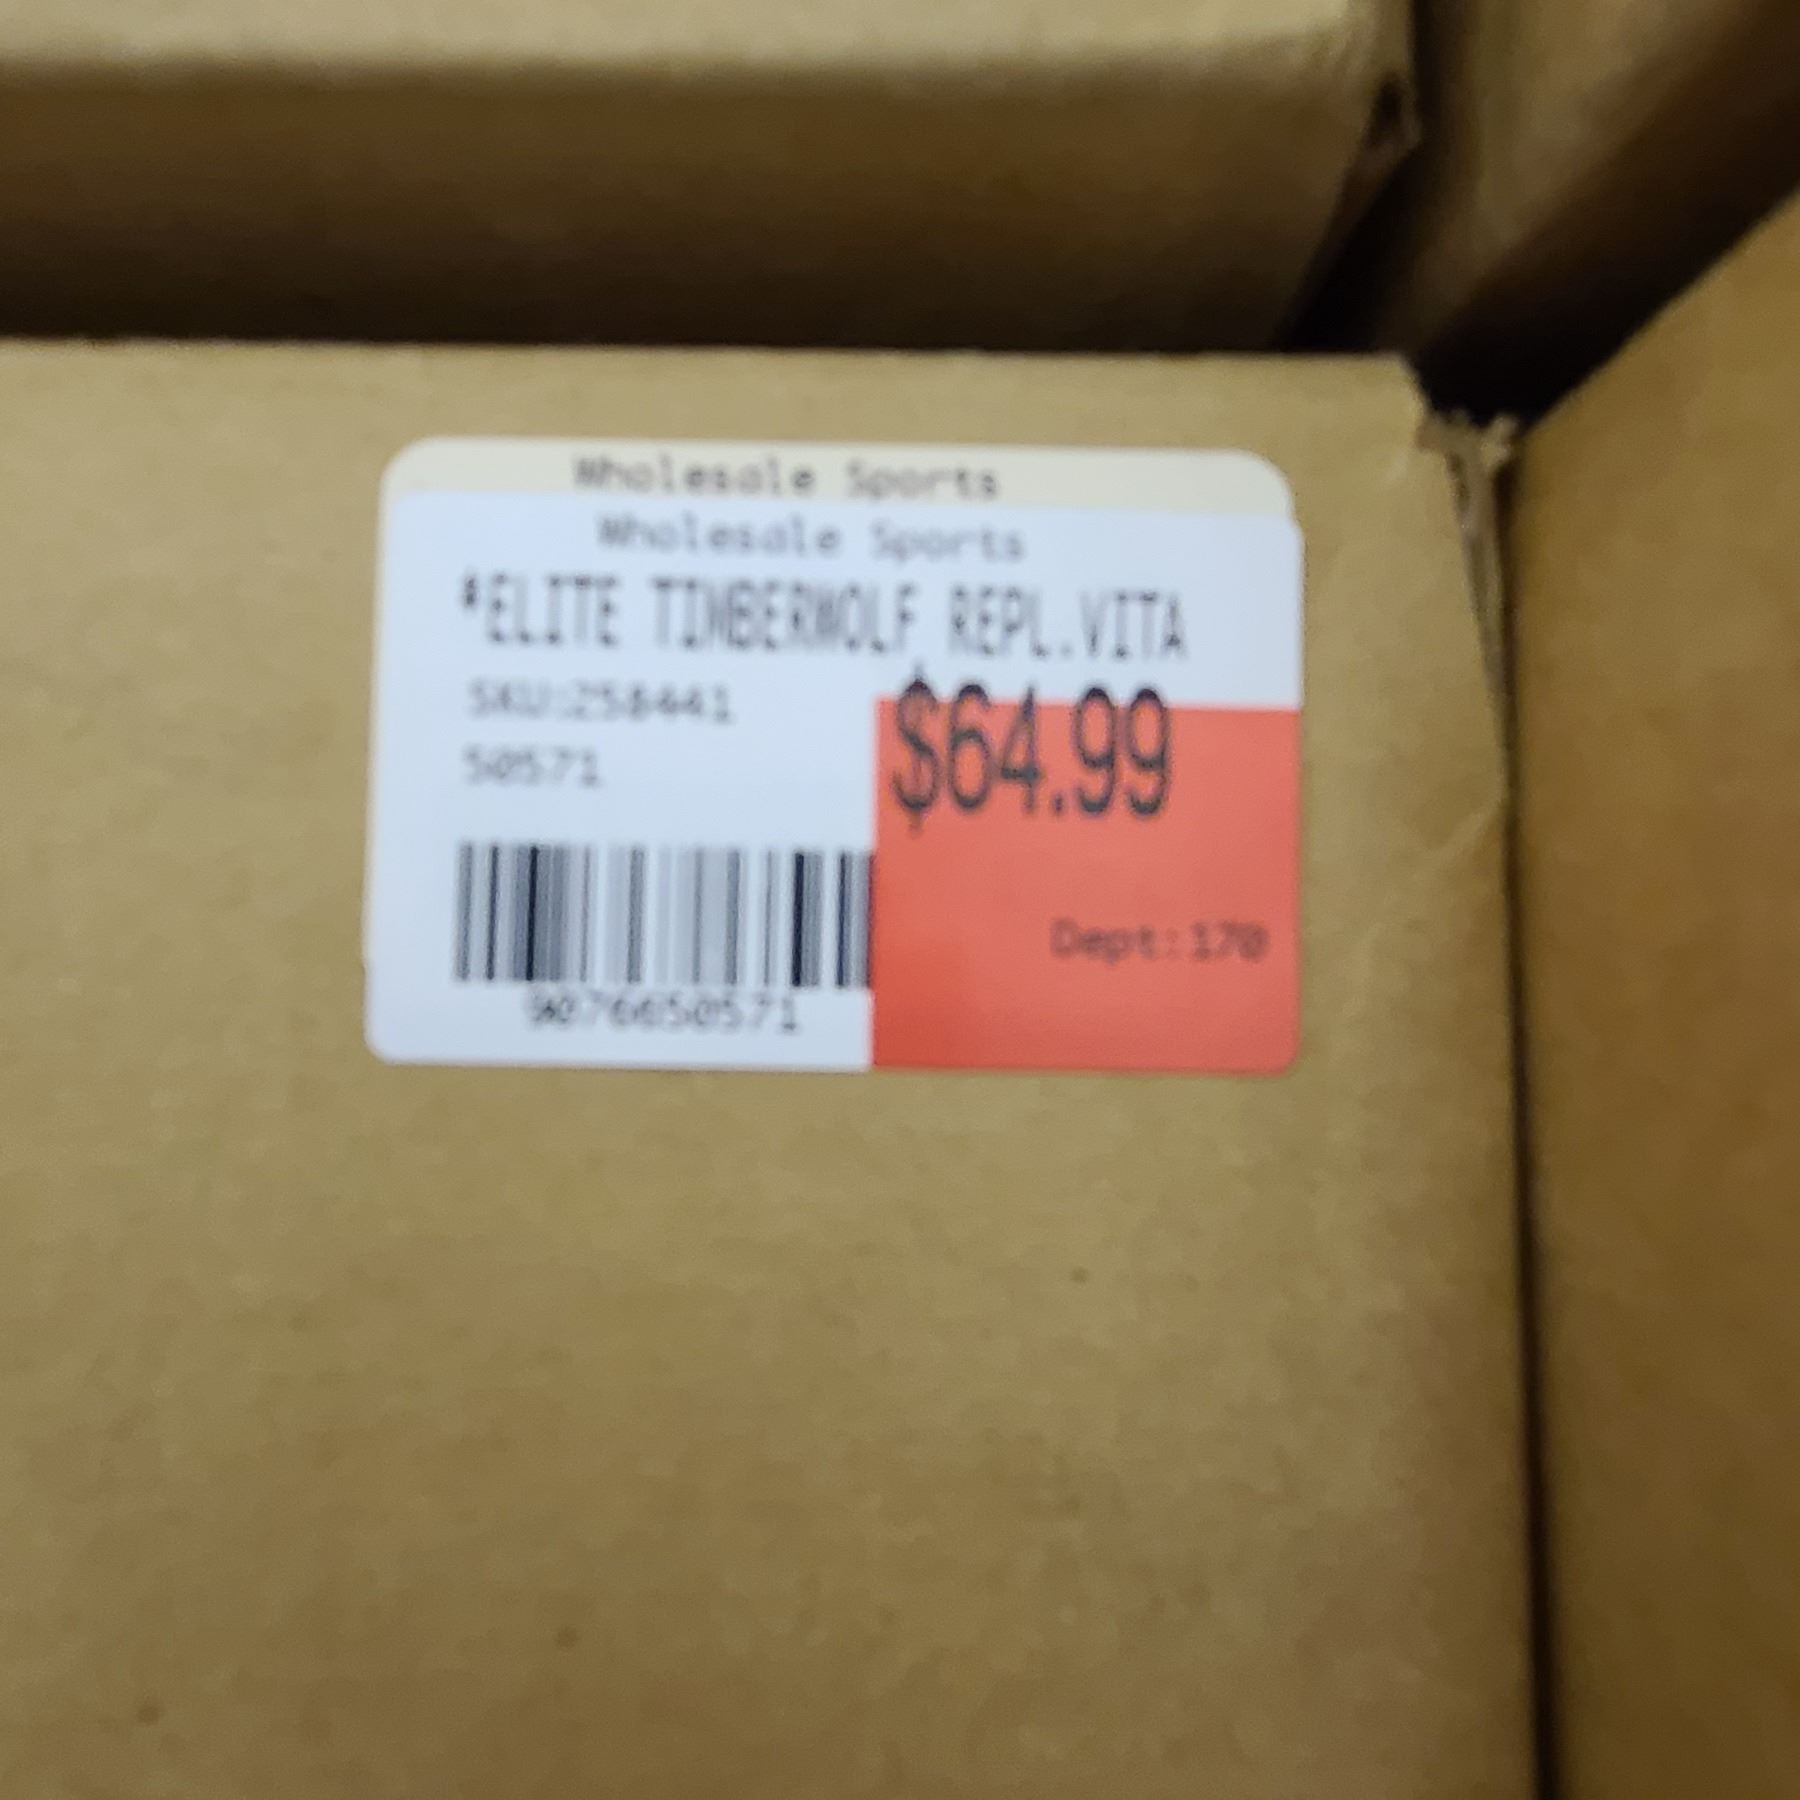 Wholesale Sports
Wholesale Sports
*ELITE TIMBERWOLF REPL.VITA
SKU:258441
$64.99
50571
Dept:170
9076650571